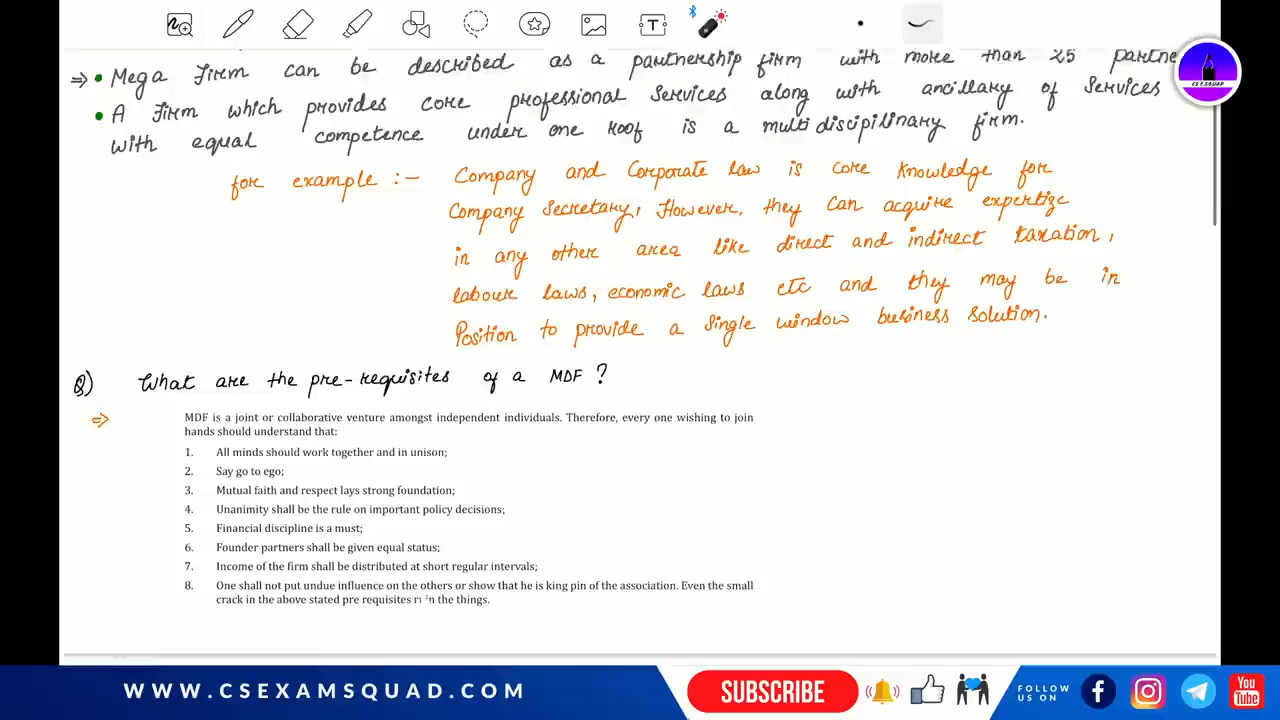 ⇒ • Mega Firm can be described as a partnership firm with more than 25 partne
• A Firm which provides core professional Services along with ancillary of Services
with equal competence under one roof is a multidiscipilinary firm.
for example :- Company and Corporate law is core knowledge for
Company Secretary, However, they can acquire expertize
in any other area like direct and indirect taxation,
labour laws, economic laws etc and they may be in
Position to provide a Single window business solution.
Q) What are the pre-requisites of a MDF ?
⇒ MDF is a joint or collaborative venture amongst independent individuals. Therefore, every one wishing to join
hands should understand that:
1. All minds should work together and in unison;
2. Say go to ego;
3. Mutual faith and respect lays strong foundation;
4. Unanimity shall be the rule on important policy decisions;
5. Financial discipline is a must;
6. Founder partners shall be given equal status;
7. Income of the firm shall be distributed at short regular intervals;
8. One shall not put undue influence on the others or show that he is king pin of the association. Even the small
crack in the above stated pre requisites in the things.
CS E.SQUAD
WWW.CSEXAMSQUAD.COM
SUBSCRIBE
FOLLOW
US ON
You
Tube